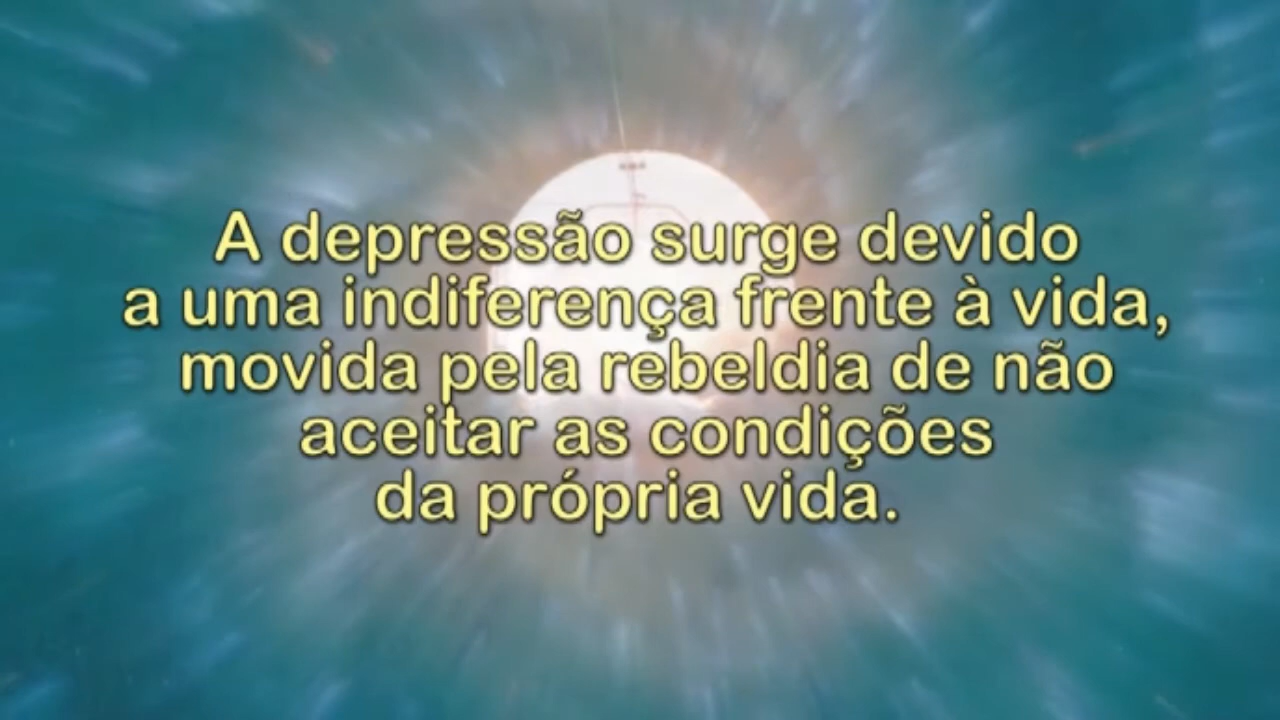 A depressão surge devido
a uma indiferença frente à vida,
movida pela rebeldia de não
aceitar as condições
da própria vida.